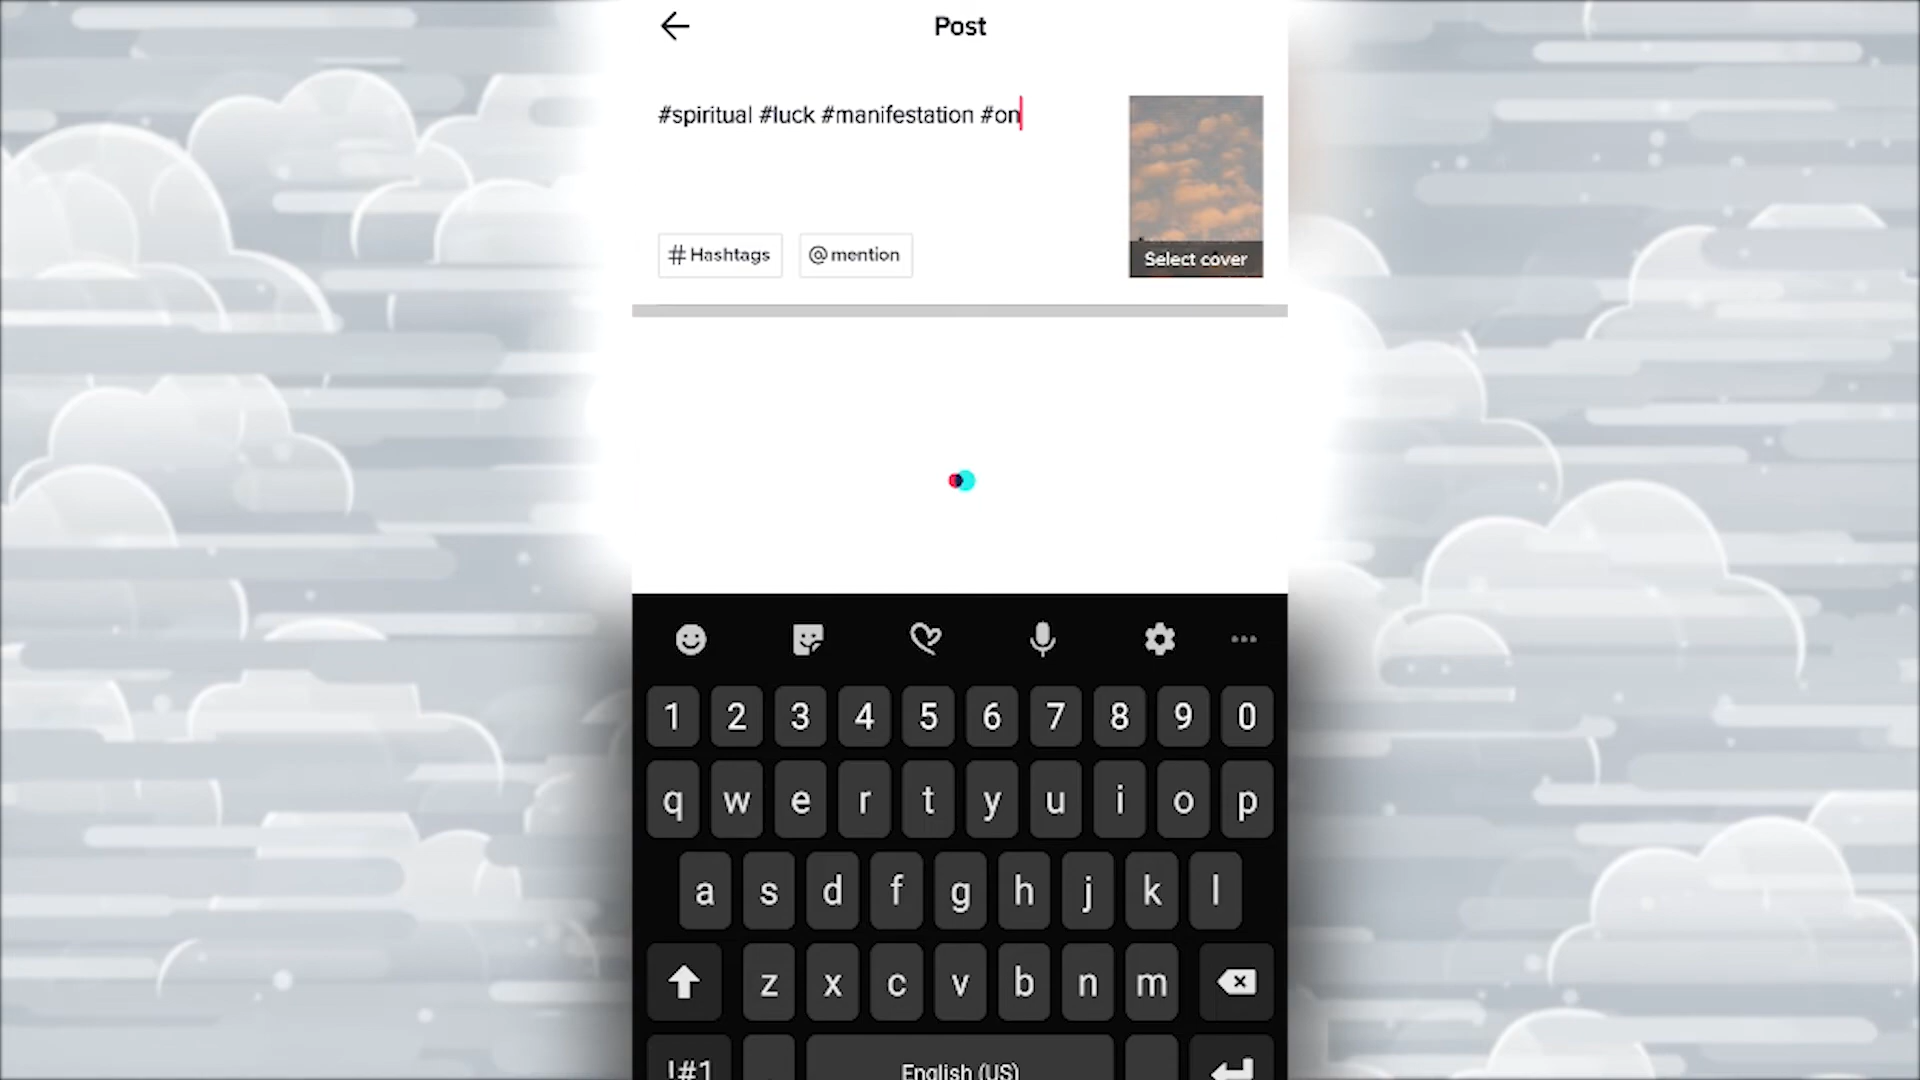 Post
#spiritual #luck #manifestation #on
#Hashtags @mention
Select cover
1 2 3 4 5 6 7 8 9 0
q w e r t y u i o p
a s d f g h j k l
z x c v b n m
!#1 English (US)